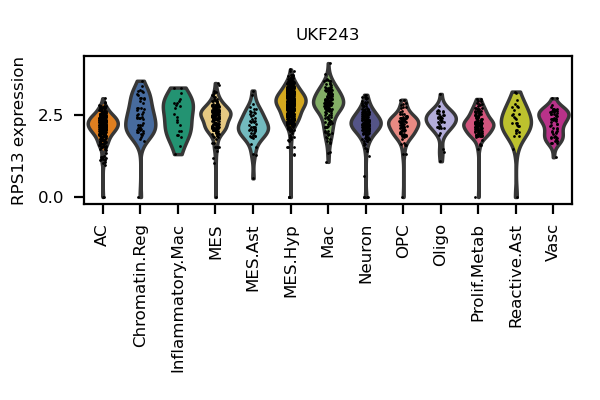 UKF243
RPS13 expression
2.5
0.0
AC
Chromatin.Reg
Inflammatory.Mac
MES
MES.Ast
MES.Hyp
Mac
Neuron
OPC
Oligo
Prolif.Metab
Reactive.Ast
Vasc